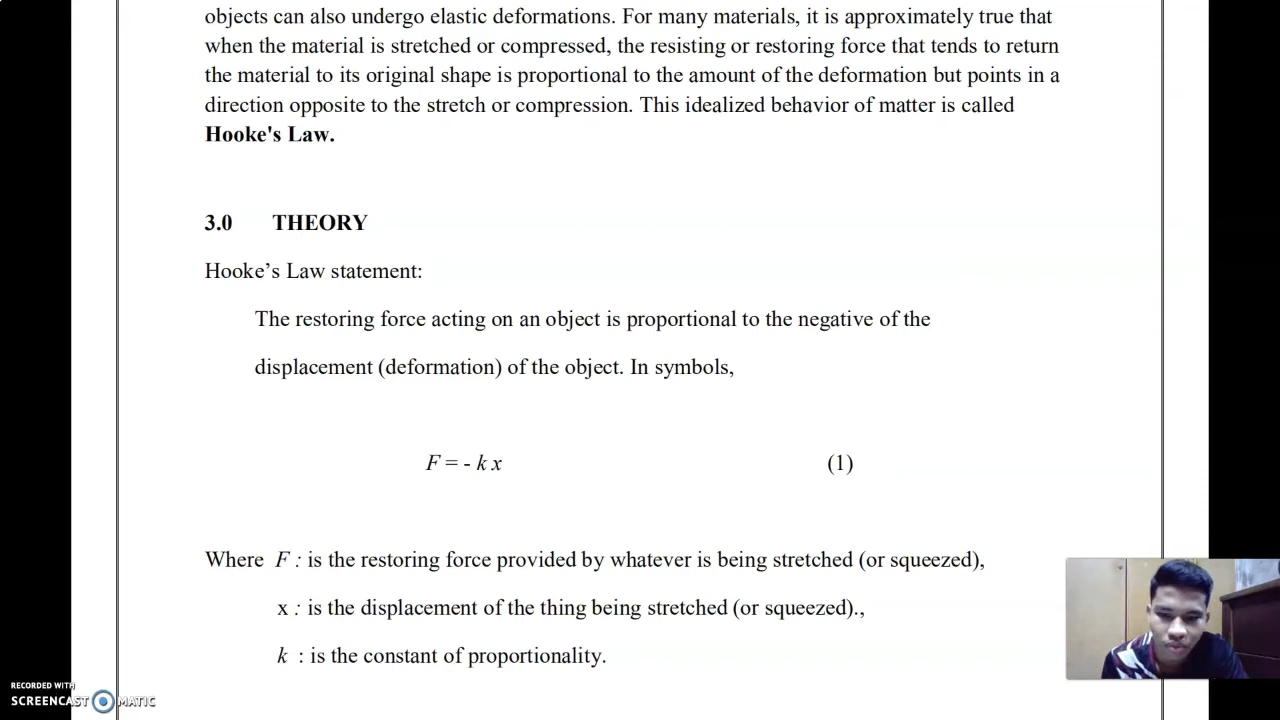 objects can also undergo elastic deformations. For many materials, it is approximately true that
when the material is stretched or compressed, the resisting or restoring force that tends to return
the material to its original shape is proportional to the amount of the deformation but points in a
direction opposite to the stretch or compression. This idealized behavior of matter is called
Hooke's Law.
3.0 THEORY
Hooke’s Law statement:
The restoring force acting on an object is proportional to the negative of the
displacement (deformation) of the object. In symbols,
F = - k x (1)
Where F : is the restoring force provided by whatever is being stretched (or squeezed),
x : is the displacement of the thing being stretched (or squeezed).,
k : is the constant of proportionality.
RECORDED WITH
SCREENCAST MATIC